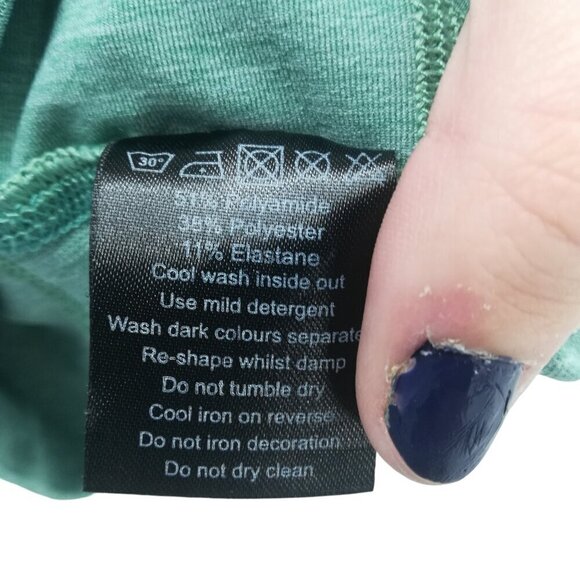 30°
51% Polyamide
38% Polyester
11% Elastane
Cool wash inside out
Use mild detergent
Wash dark colours separate
Re-shape whilst damp
Do not tumble dry
Cool iron on reverse
Do not iron decoration
Do not dry clean